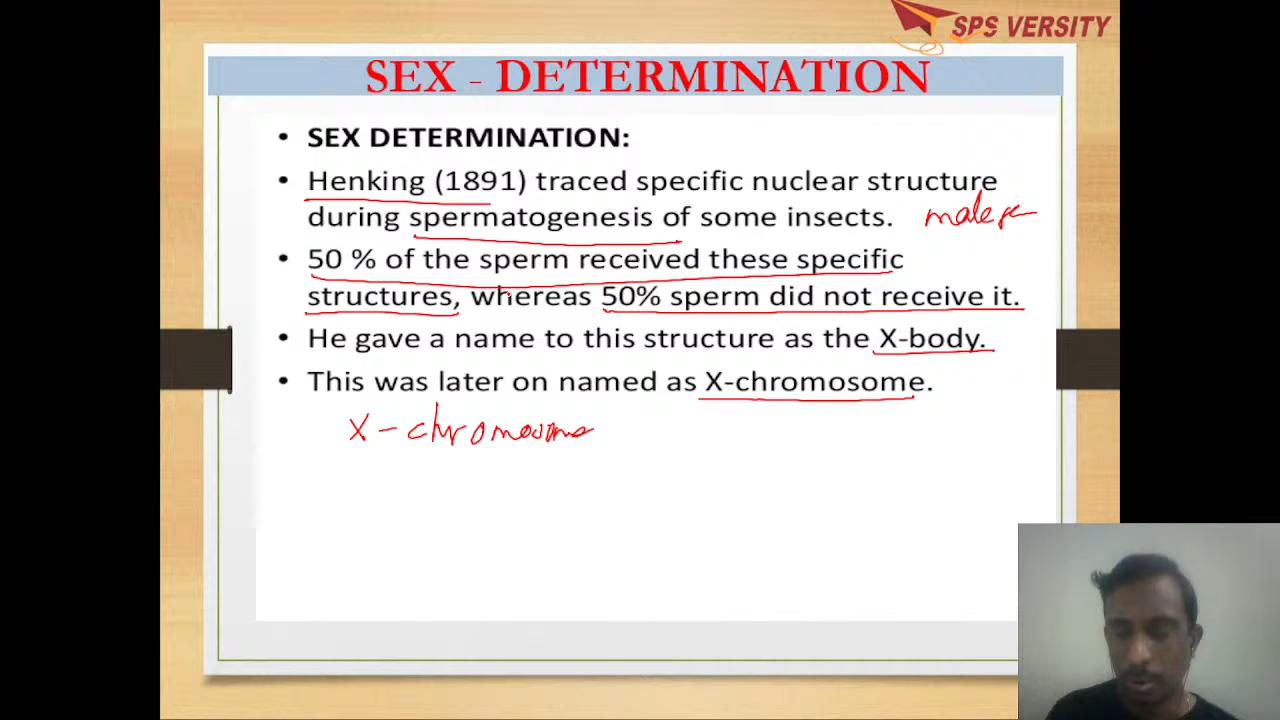 SPS VERSITY
SEX - DETERMINATION
• SEX DETERMINATION:
• Henking (1891) traced specific nuclear structure
during spermatogenesis of some insects.
male
• 50 % of the sperm received these specific
structures, whereas 50% sperm did not receive it.
• He gave a name to this structure as the X-body.
• This was later on named as X-chromosome.
X - chromosome